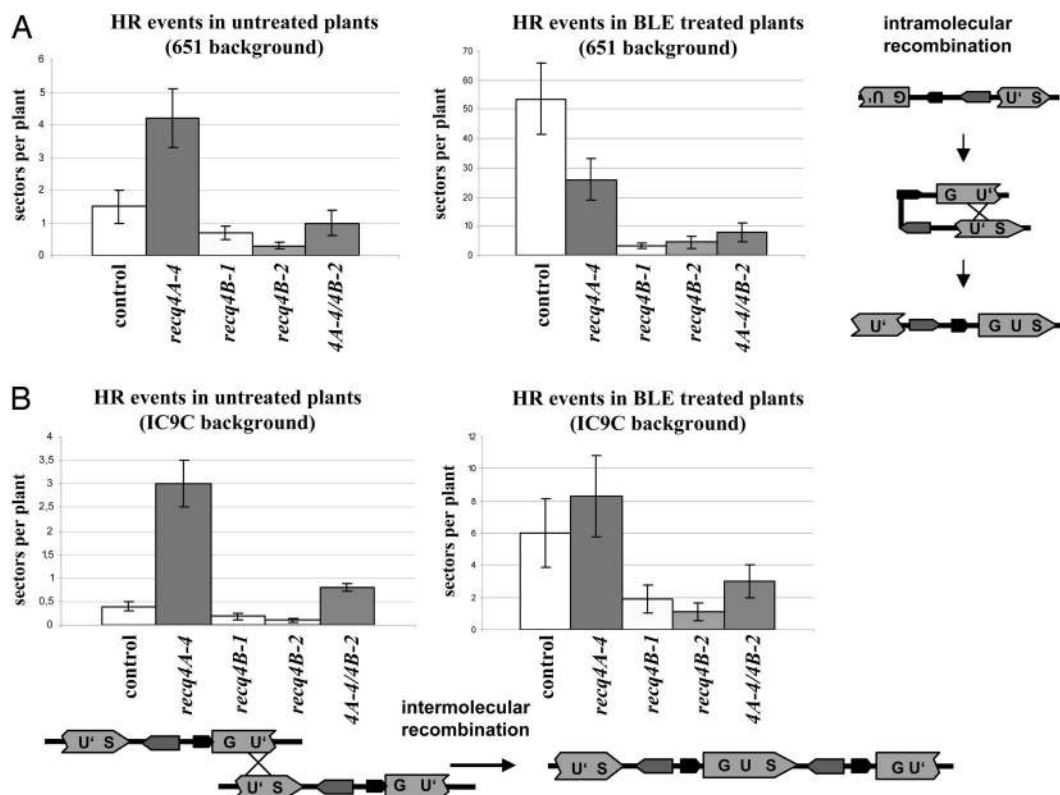 A
HR events in untreated plants
(651 background)
sectors per plant
6
5
4
3
2
1
0
control
recq4A-4
recq4B-1
recq4B-2
4A-4/4B-2
HR events in BLE treated plants
(651 background)
sectors per plant
70
60
50
40
30
20
10
0
control
recq4A-4
recq4B-1
recq4B-2
4A-4/4B-2
intramolecular
recombination
G U' U' S
G U'
U' S
U' G U S
B
HR events in untreated plants
(IC9C background)
sectors per plant
4
3,5
3
2,5
2
1,5
1
0,5
0
control
recq4A-4
recq4B-1
recq4B-2
4A-4/4B-2
HR events in BLE treated plants
(IC9C background)
sectors per plant
12
10
8
6
4
2
0
control
recq4A-4
recq4B-1
recq4B-2
4A-4/4B-2
intermolecular
recombination
U' S G U'
U' S G U'
U' S G U S G U'